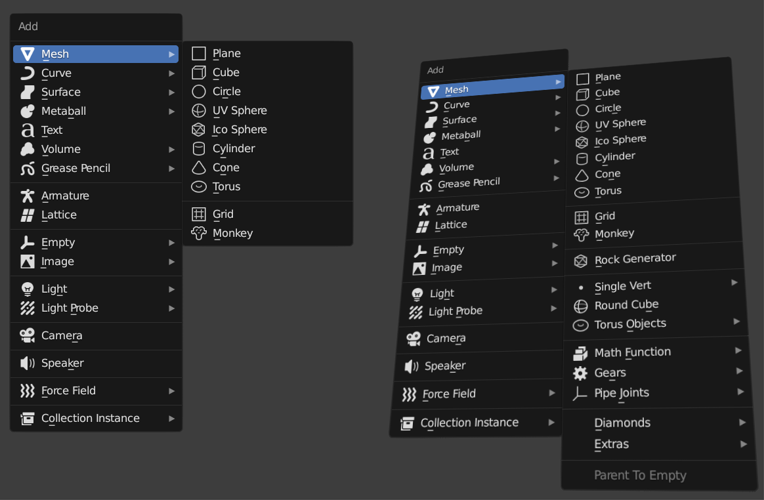 Add
Mesh
Curve
Surface
Metaball
Text
Volume
Grease Pencil
Armature
Lattice
Empty
Image
Light
Light Probe
Camera
Speaker
Force Field
Collection Instance
Plane
Cube
Circle
UV Sphere
Ico Sphere
Cylinder
Cone
Torus
Grid
Monkey
Add
Mesh
Curve
Surface
Metaball
Text
Volume
Grease Pencil
Armature
Lattice
Empty
Image
Light
Light Probe
Camera
Speaker
Force Field
Collection Instance
Plane
Cube
Circle
UV Sphere
Ico Sphere
Cylinder
Cone
Torus
Grid
Monkey
Rock Generator
Single Vert
Round Cube
Torus Objects
Math Function
Gears
Pipe Joints
Diamonds
Extras
Parent To Empty